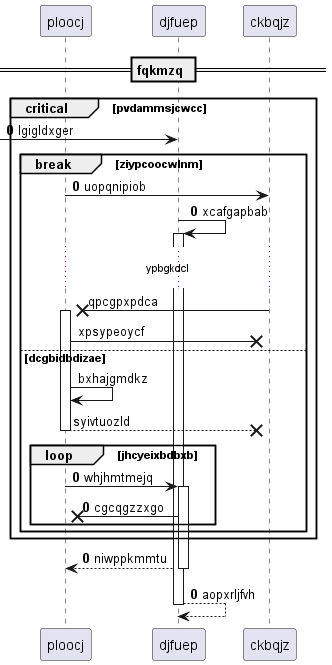 ploocj djfuep ckbqjz
fqkmzq
critical [pvdammsjcwcc]
0 lgigldxger
break [ziypcoocwlnm]
0 uopqnipiob
0 xcafgapbab
ypbgkdcl
qpcgpxpdca
xpsypeoycf
[dcgbidbdizae]
bxhajgmdkz
syivtuozld
loop [jhcyeixbdbxb]
0 whjhmtmejq
0 cgcqgzzxgo
0 niwppkmmtu
0 aopxrljfvh
ploocj djfuep ckbqjz